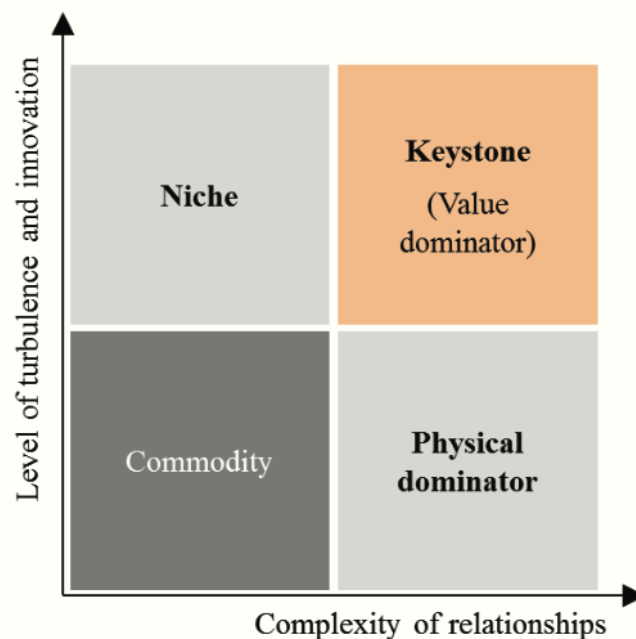 Level of turbulence and innovation
Niche
Keystone
(Value
dominator)
Commodity
Physical
dominator
Complexity of relationships